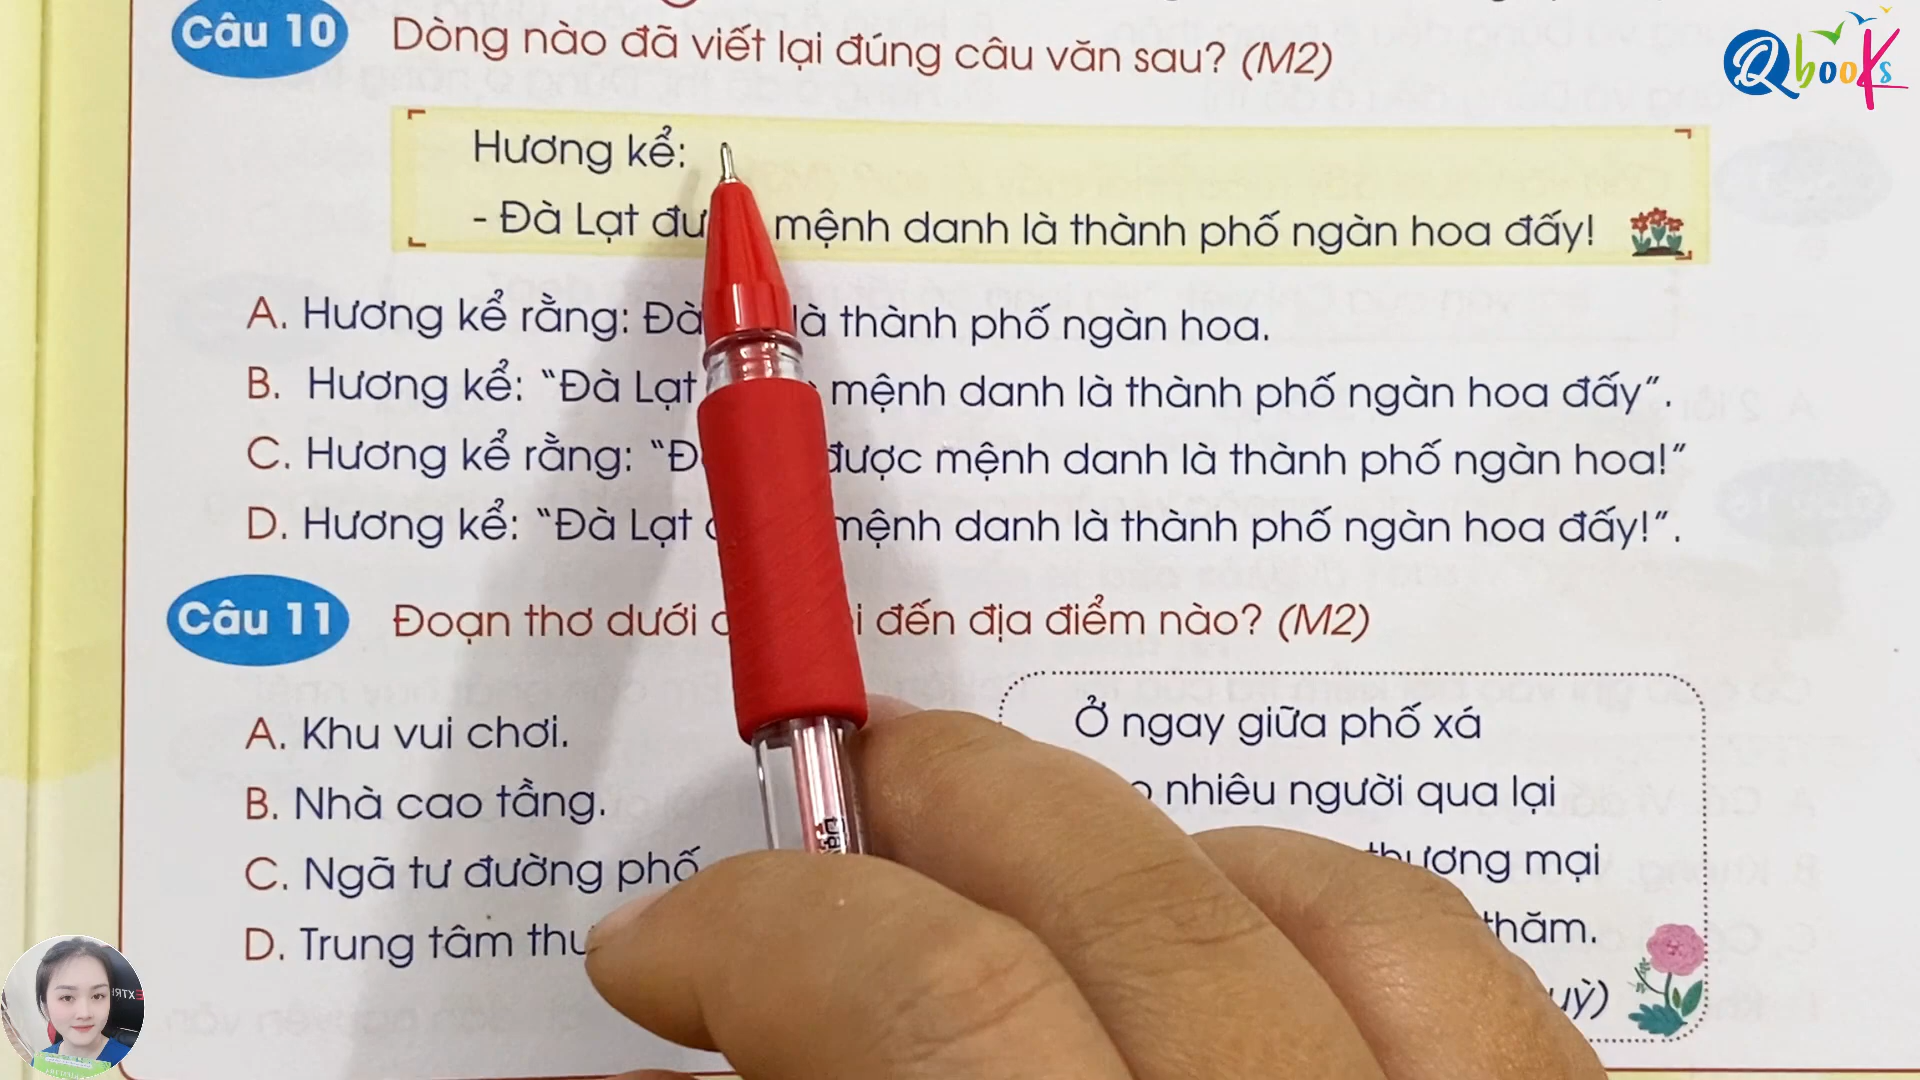 Câu 10 Dòng nào đã viết lại đúng câu văn sau? (M2)
Qbooks
Hương kể:
- Đà Lạt mệnh danh là thành phố ngàn hoa đấy!
A. Hương kể rằng: Đà là thành phố ngàn hoa.
B. Hương kể: “Đà Lạt mệnh danh là thành phố ngàn hoa đấy”.
C. Hương kể rằng: “Đ được mệnh danh là thành phố ngàn hoa!”
D. Hương kể: “Đà Lạt mệnh danh là thành phố ngàn hoa đấy!”.
Câu 11 Đoạn thơ dưới đến địa điểm nào? (M2)
A. Khu vui chơi.
B. Nhà cao tầng.
C. Ngã tư đường phố
D. Trung tâm
Ở ngay giữa phố xá
nhiêu người qua lại
thương mại
thăm.